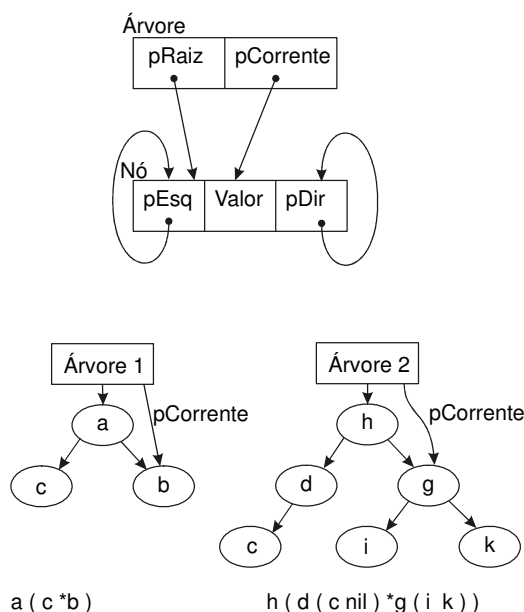 Árvore
pRaiz pCorrente
Nó
pEsq Valor pDir
Árvore 1
pCorrente
a
c
b
a ( c *b )
Árvore 2
pCorrente
h
d
g
c
i
k
h ( d ( c nil ) *g ( i k ) )